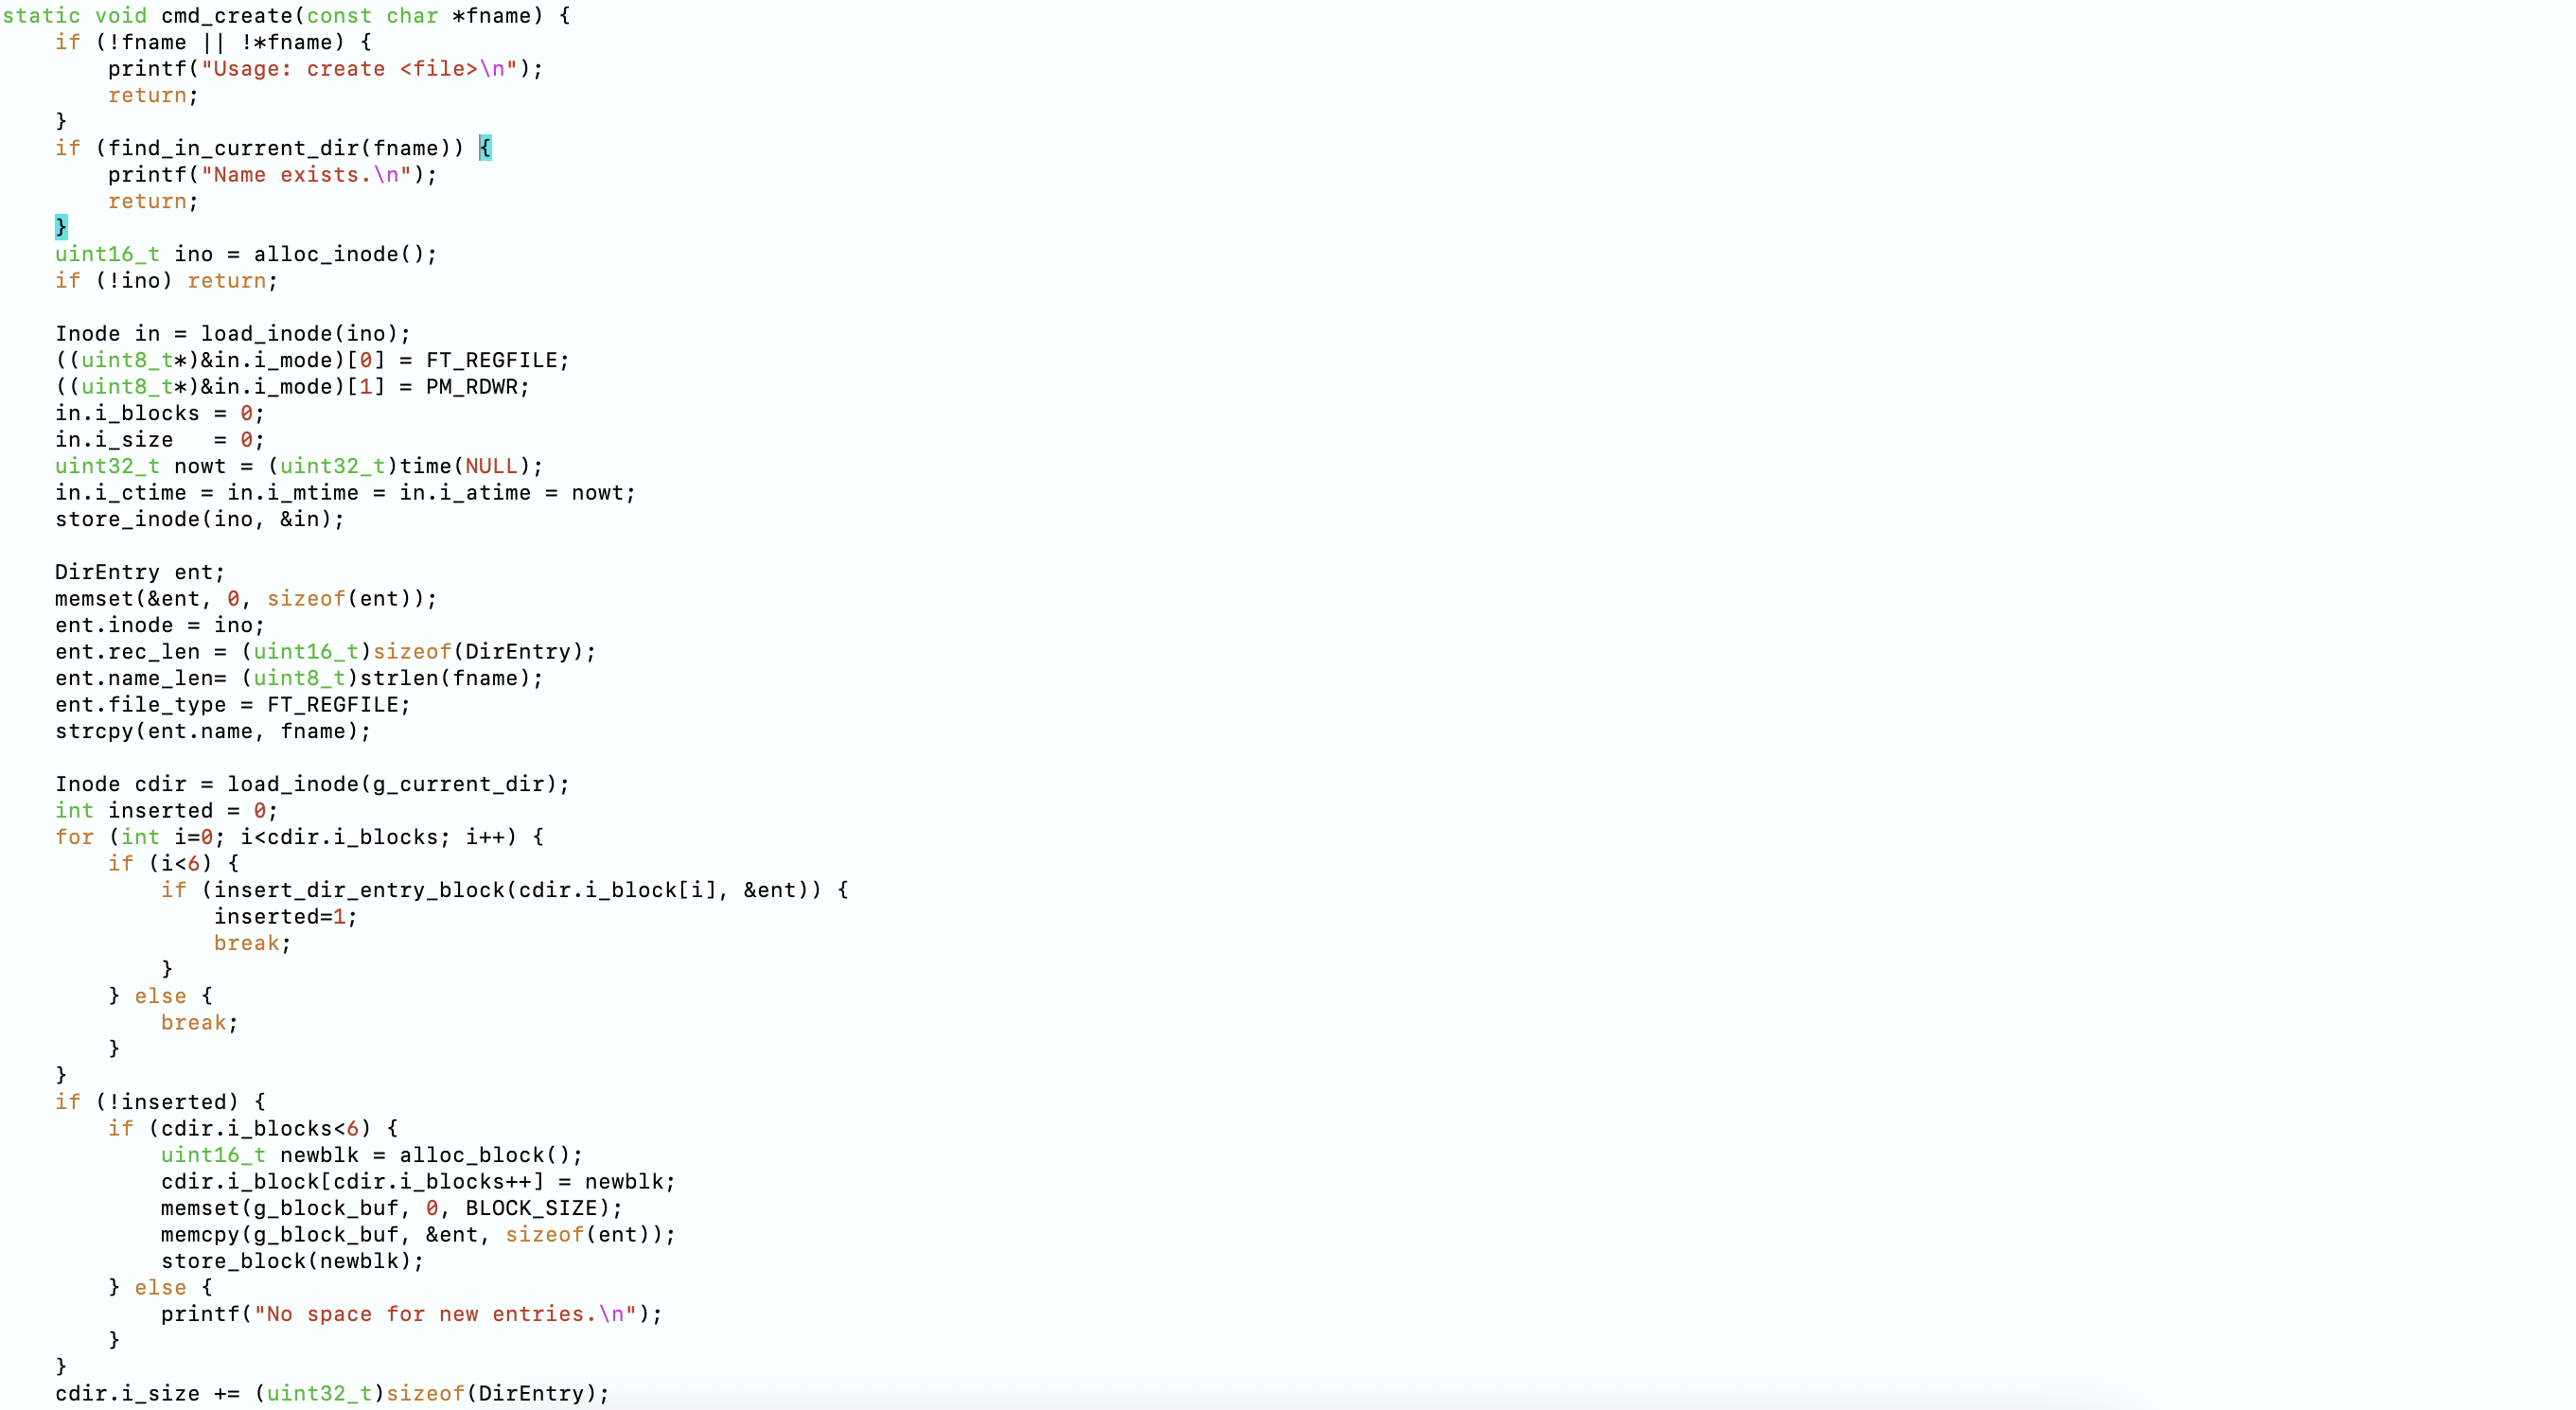 static void cmd_create(const char *fname) {
    if (!fname || !*fname) {
        printf("Usage: create <file>\n");
        return;
    }
    if (find_in_current_dir(fname)) {
        printf("Name exists.\n");
        return;
    }
    uint16_t ino = alloc_inode();
    if (!ino) return;

    Inode in = load_inode(ino);
    ((uint8_t*)&in.i_mode)[0] = FT_REGFILE;
    ((uint8_t*)&in.i_mode)[1] = PM_RDWR;
    in.i_blocks = 0;
    in.i_size   = 0;
    uint32_t nowt = (uint32_t)time(NULL);
    in.i_ctime = in.i_mtime = in.i_atime = nowt;
    store_inode(ino, &in);

    DirEntry ent;
    memset(&ent, 0, sizeof(ent));
    ent.inode = ino;
    ent.rec_len = (uint16_t)sizeof(DirEntry);
    ent.name_len= (uint8_t)strlen(fname);
    ent.file_type = FT_REGFILE;
    strcpy(ent.name, fname);

    Inode cdir = load_inode(g_current_dir);
    int inserted = 0;
    for (int i=0; i<cdir.i_blocks; i++) {
        if (i<6) {
            if (insert_dir_entry_block(cdir.i_block[i], &ent)) {
                inserted=1;
                break;
            }
        } else {
            break;
        }
    }
    if (!inserted) {
        if (cdir.i_blocks<6) {
            uint16_t newblk = alloc_block();
            cdir.i_block[cdir.i_blocks++] = newblk;
            memset(g_block_buf, 0, BLOCK_SIZE);
            memcpy(g_block_buf, &ent, sizeof(ent));
            store_block(newblk);
        } else {
            printf("No space for new entries.\n");
        }
    }
    cdir.i_size += (uint32_t)sizeof(DirEntry);